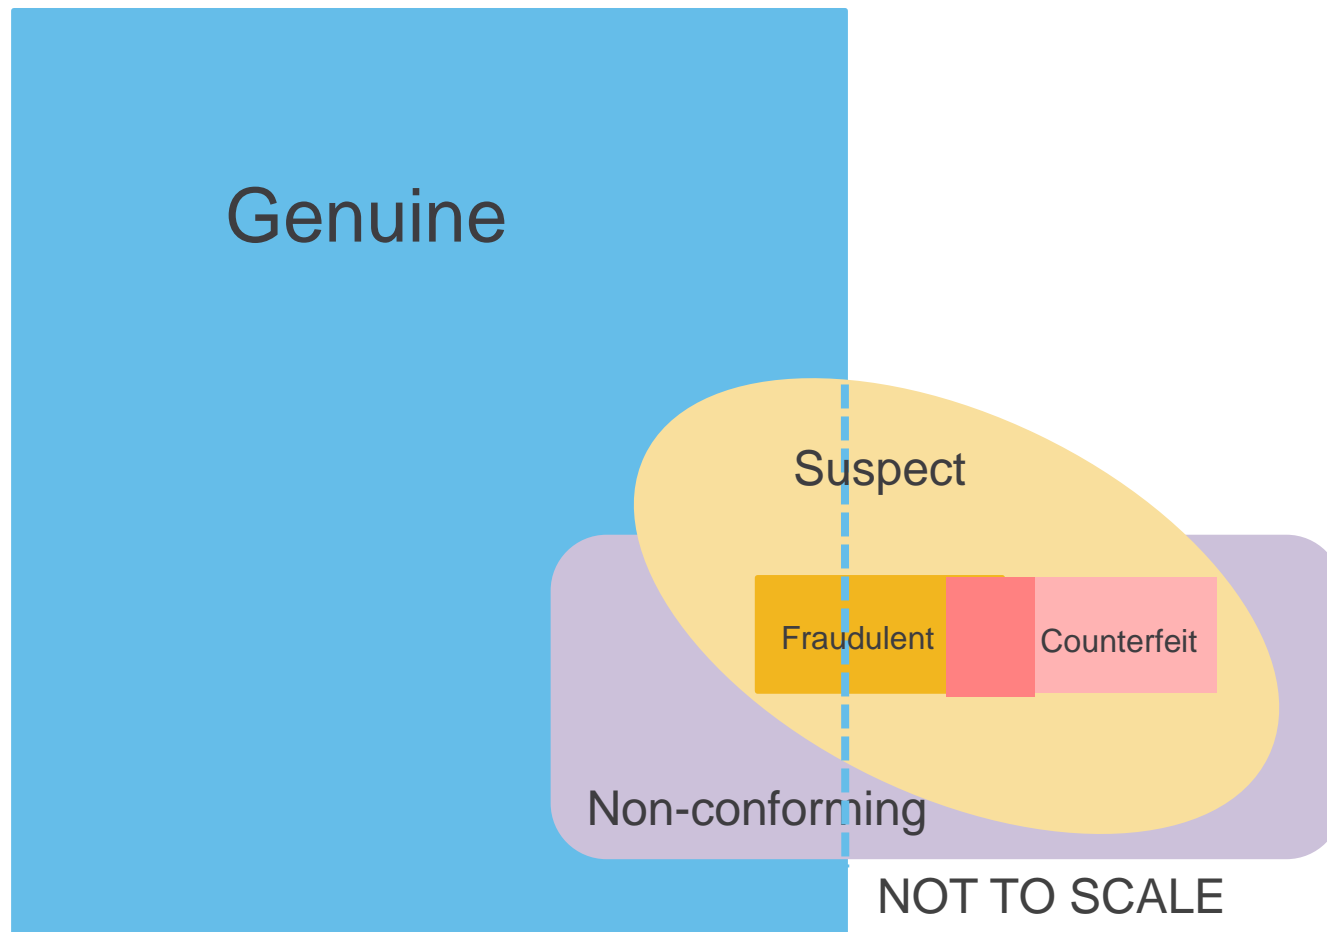 Genuine
Suspect
Fraudulent
Counterfeit
Non-conforming
NOT TO SCALE